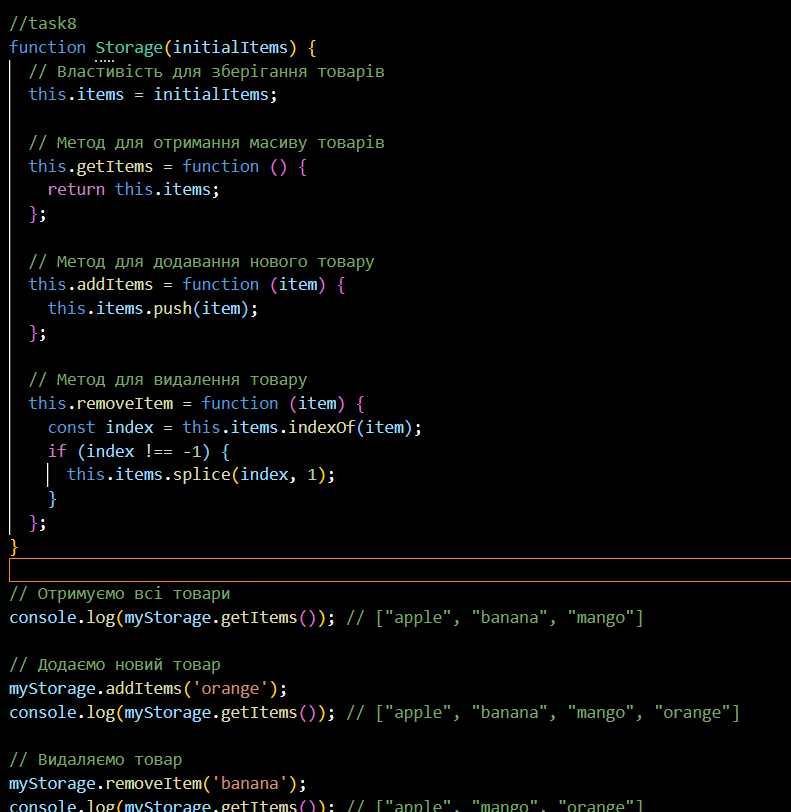 //task8
function Storage(initialItems) {
// Властивість для зберігання товарів
this.items = initialItems;
// Метод для отримання масиву товарів
this.getItems = function () {
return this.items;
};
// Метод для додавання нового товару
this.addItems = function (item) {
this.items.push(item);
};
// Метод для видалення товару
this.removeItem = function (item) {
const index = this.items.indexOf(item);
if (index !== -1) {
this.items.splice(index, 1);
}
};
}
// Отримуємо всі товари
console.log(myStorage.getItems()); // ["apple", "banana", "mango"]
// Додаємо новий товар
myStorage.addItems('orange');
console.log(myStorage.getItems()); // ["apple", "banana", "mango", "orange"]
// Видаляємо товар
myStorage.removeItem('banana');
console.log(myStorage.getItems()); // ["apple", "mango", "orange"]